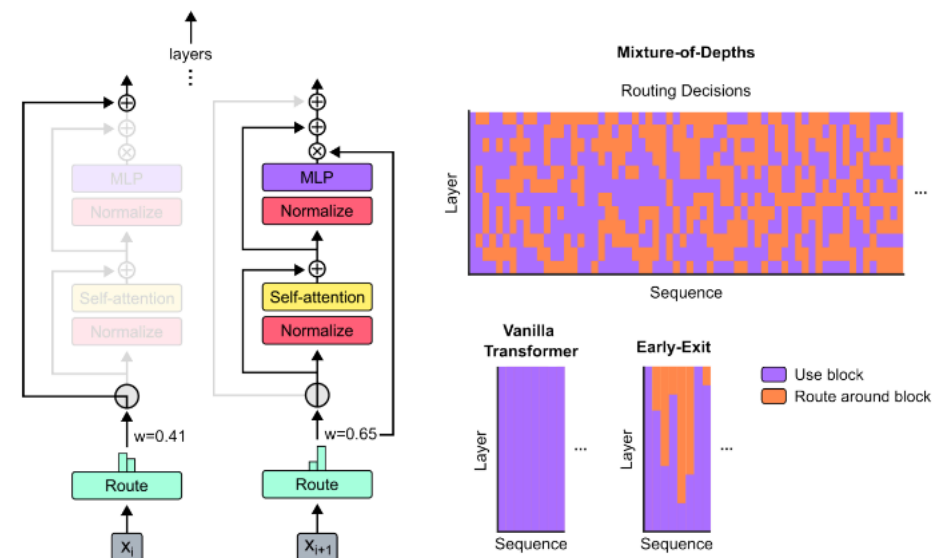 layers
⋮
MLP
Normalize
Self-attention
Normalize
w=0.41
Route
Xi
MLP
Normalize
Self-attention
Normalize
w=0.65
Route
Xi+1
Mixture-of-Depths
Routing Decisions
Layer
...
Sequence
Vanilla
Transformer
Layer
...
Sequence
Early-Exit
Layer
...
Sequence
Use block
Route around block